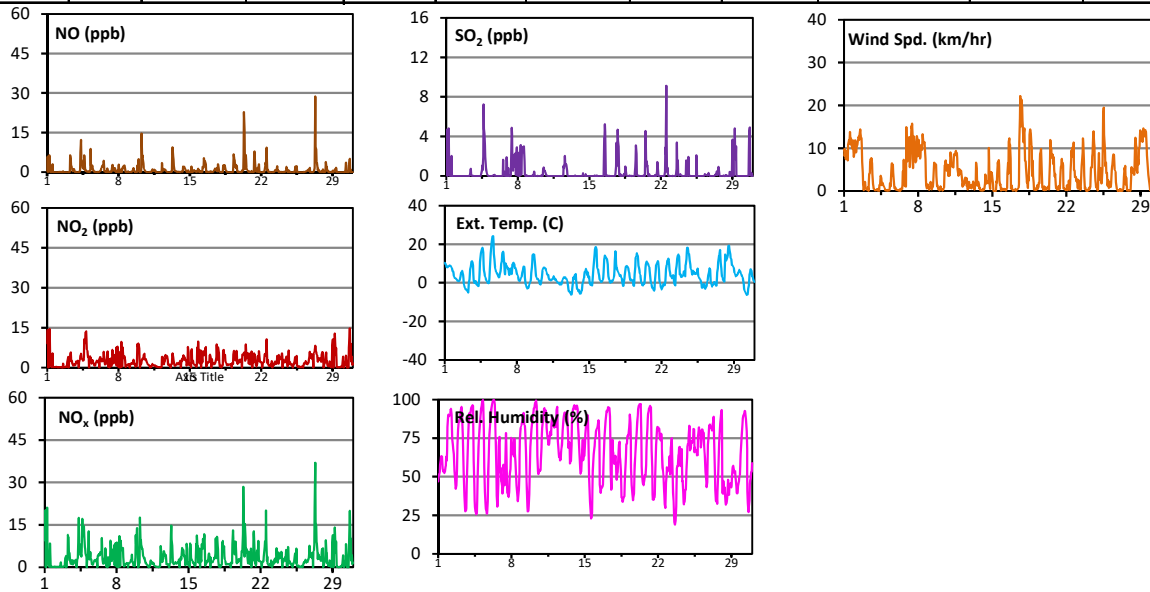 NO (ppb)
60
45
30
15
0
1 8 15 22 29
SO2 (ppb)
16
12
8
4
0
1 8 15 22 29
Wind Spd. (km/hr)
40
30
20
10
0
1 8 15 22 29
NO2 (ppb)
60
45
30
15
0
1 8 15 22 29
Axis Title
Ext. Temp. (C)
40
20
0
-20
-40
1 8 15 22 29
NOx (ppb)
60
45
30
15
0
1 8 15 22 29
Rel. Humidity (%)
100
75
50
25
0
1 8 15 22 29